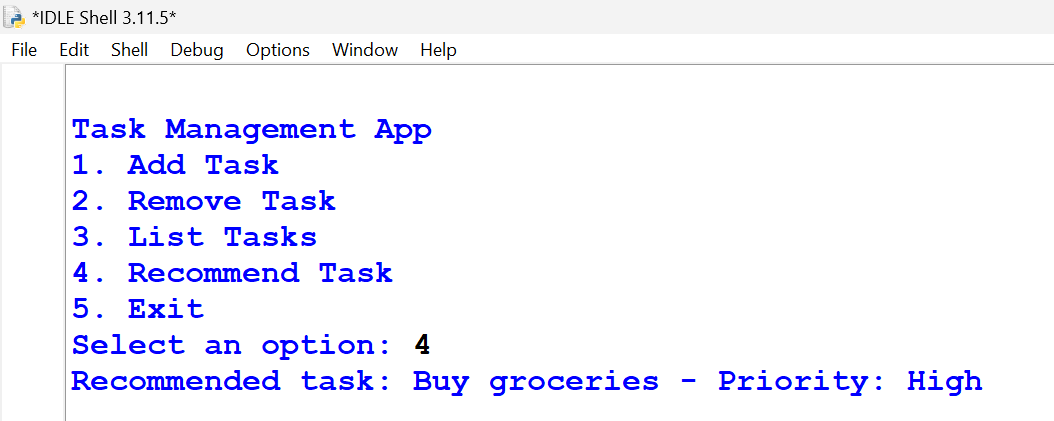 *IDLE Shell 3.11.5*
File Edit Shell Debug Options Window Help
Task Management App
1. Add Task
2. Remove Task
3. List Tasks
4. Recommend Task
5. Exit
Select an option: 4
Recommended task: Buy groceries - Priority: High